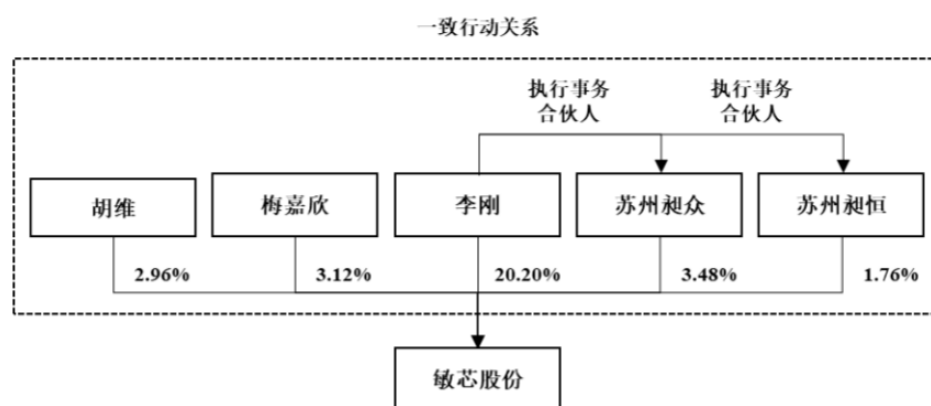 一致行动关系
执行事务 执行事务
合伙人 合伙人
胡维 梅嘉欣 李刚 苏州昶众 苏州昶恒
2.96% 3.12% 20.20% 3.48% 1.76%
敏芯股份